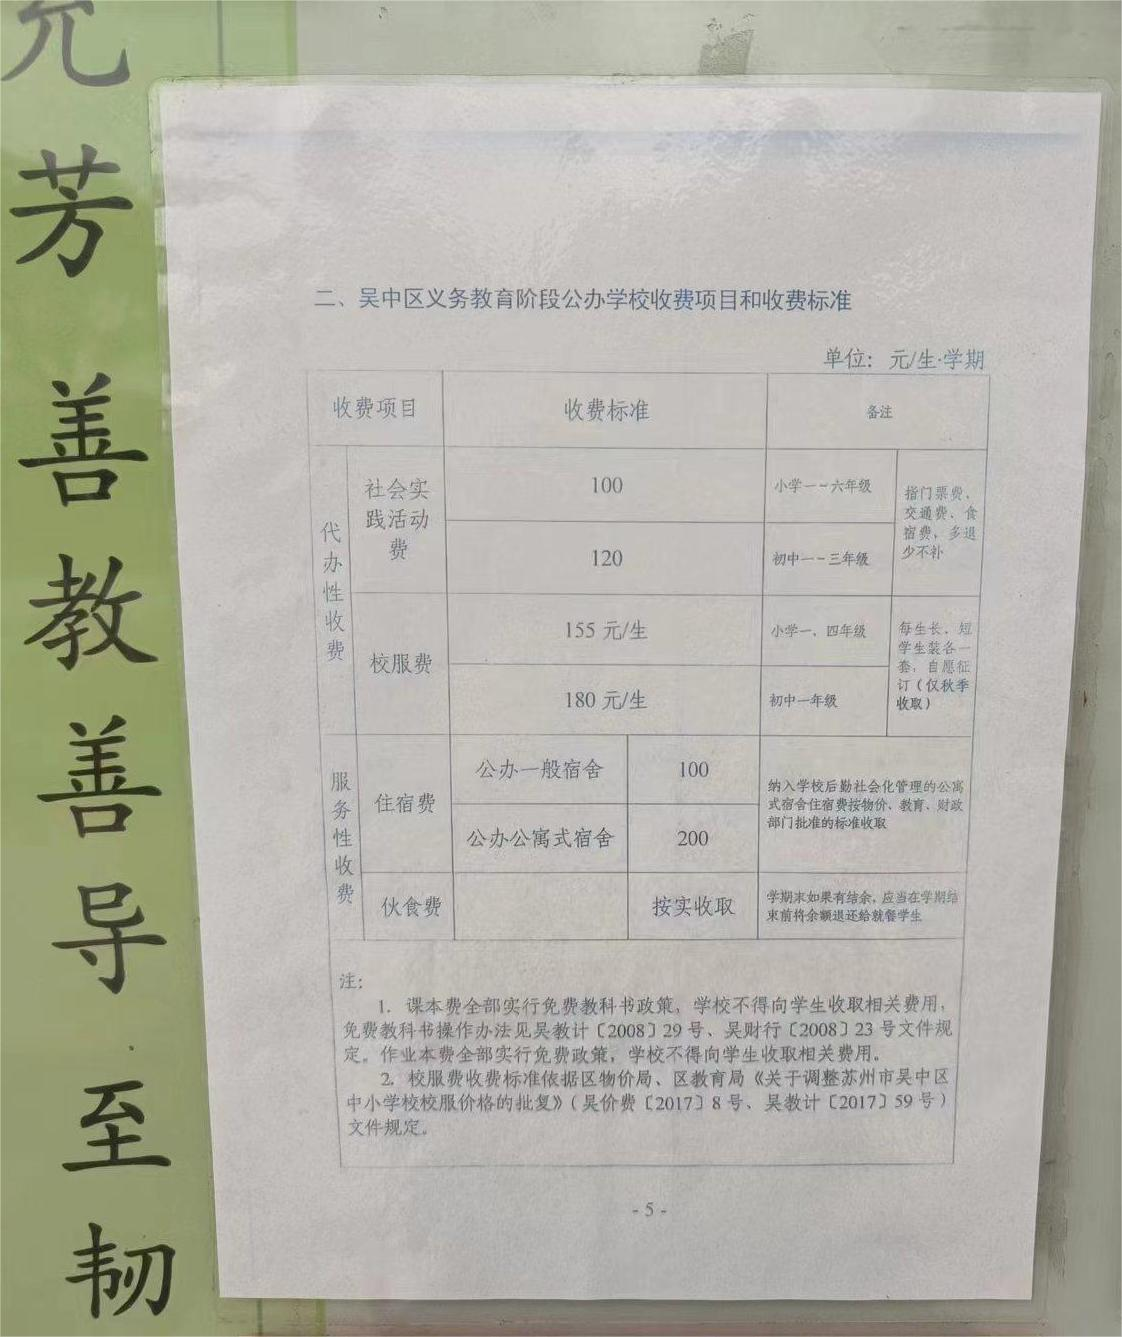 芳
善
教
善
导
至
韧
二、吴中区义务教育阶段公办学校收费项目和收费标准
单位：元/生·学期
收费项目
收费标准
备注
代办性收费
社会实
践活动
费
100
小学一-六年级
120
初中一-三年级
指门票费、
交通费、食
宿费，多退
少不补
校服费
155 元/生
小学一、四年级
180 元/生
初中一年级
每生长、短
学生装各一
套，自愿征
订（仅秋季
收取）
服务性收费
住宿费
公办一般宿舍
100
公办公寓式宿舍
200
纳入学校后勤社会化管理的公寓
式宿舍住宿费按物价、教育、财政
部门批准的标准收取
伙食费
按实收取
学期末如果有结余，应当在学期结
束前将余额退还给就餐学生
注：
1. 课本费全部实行免费教科书政策，学校不得向学生收取相关费用，
免费教科书操作办法见吴教计〔2008〕29 号、吴财行〔2008〕23 号文件规
定。作业本费全部实行免费政策，学校不得向学生收取相关费用。
2. 校服费收费标准依据区物价局、区教育局《关于调整苏州市吴中区
中小学校校服价格的批复》（吴价费〔2017〕8 号、吴教计〔2017〕59 号）
文件规定。
- 5 -